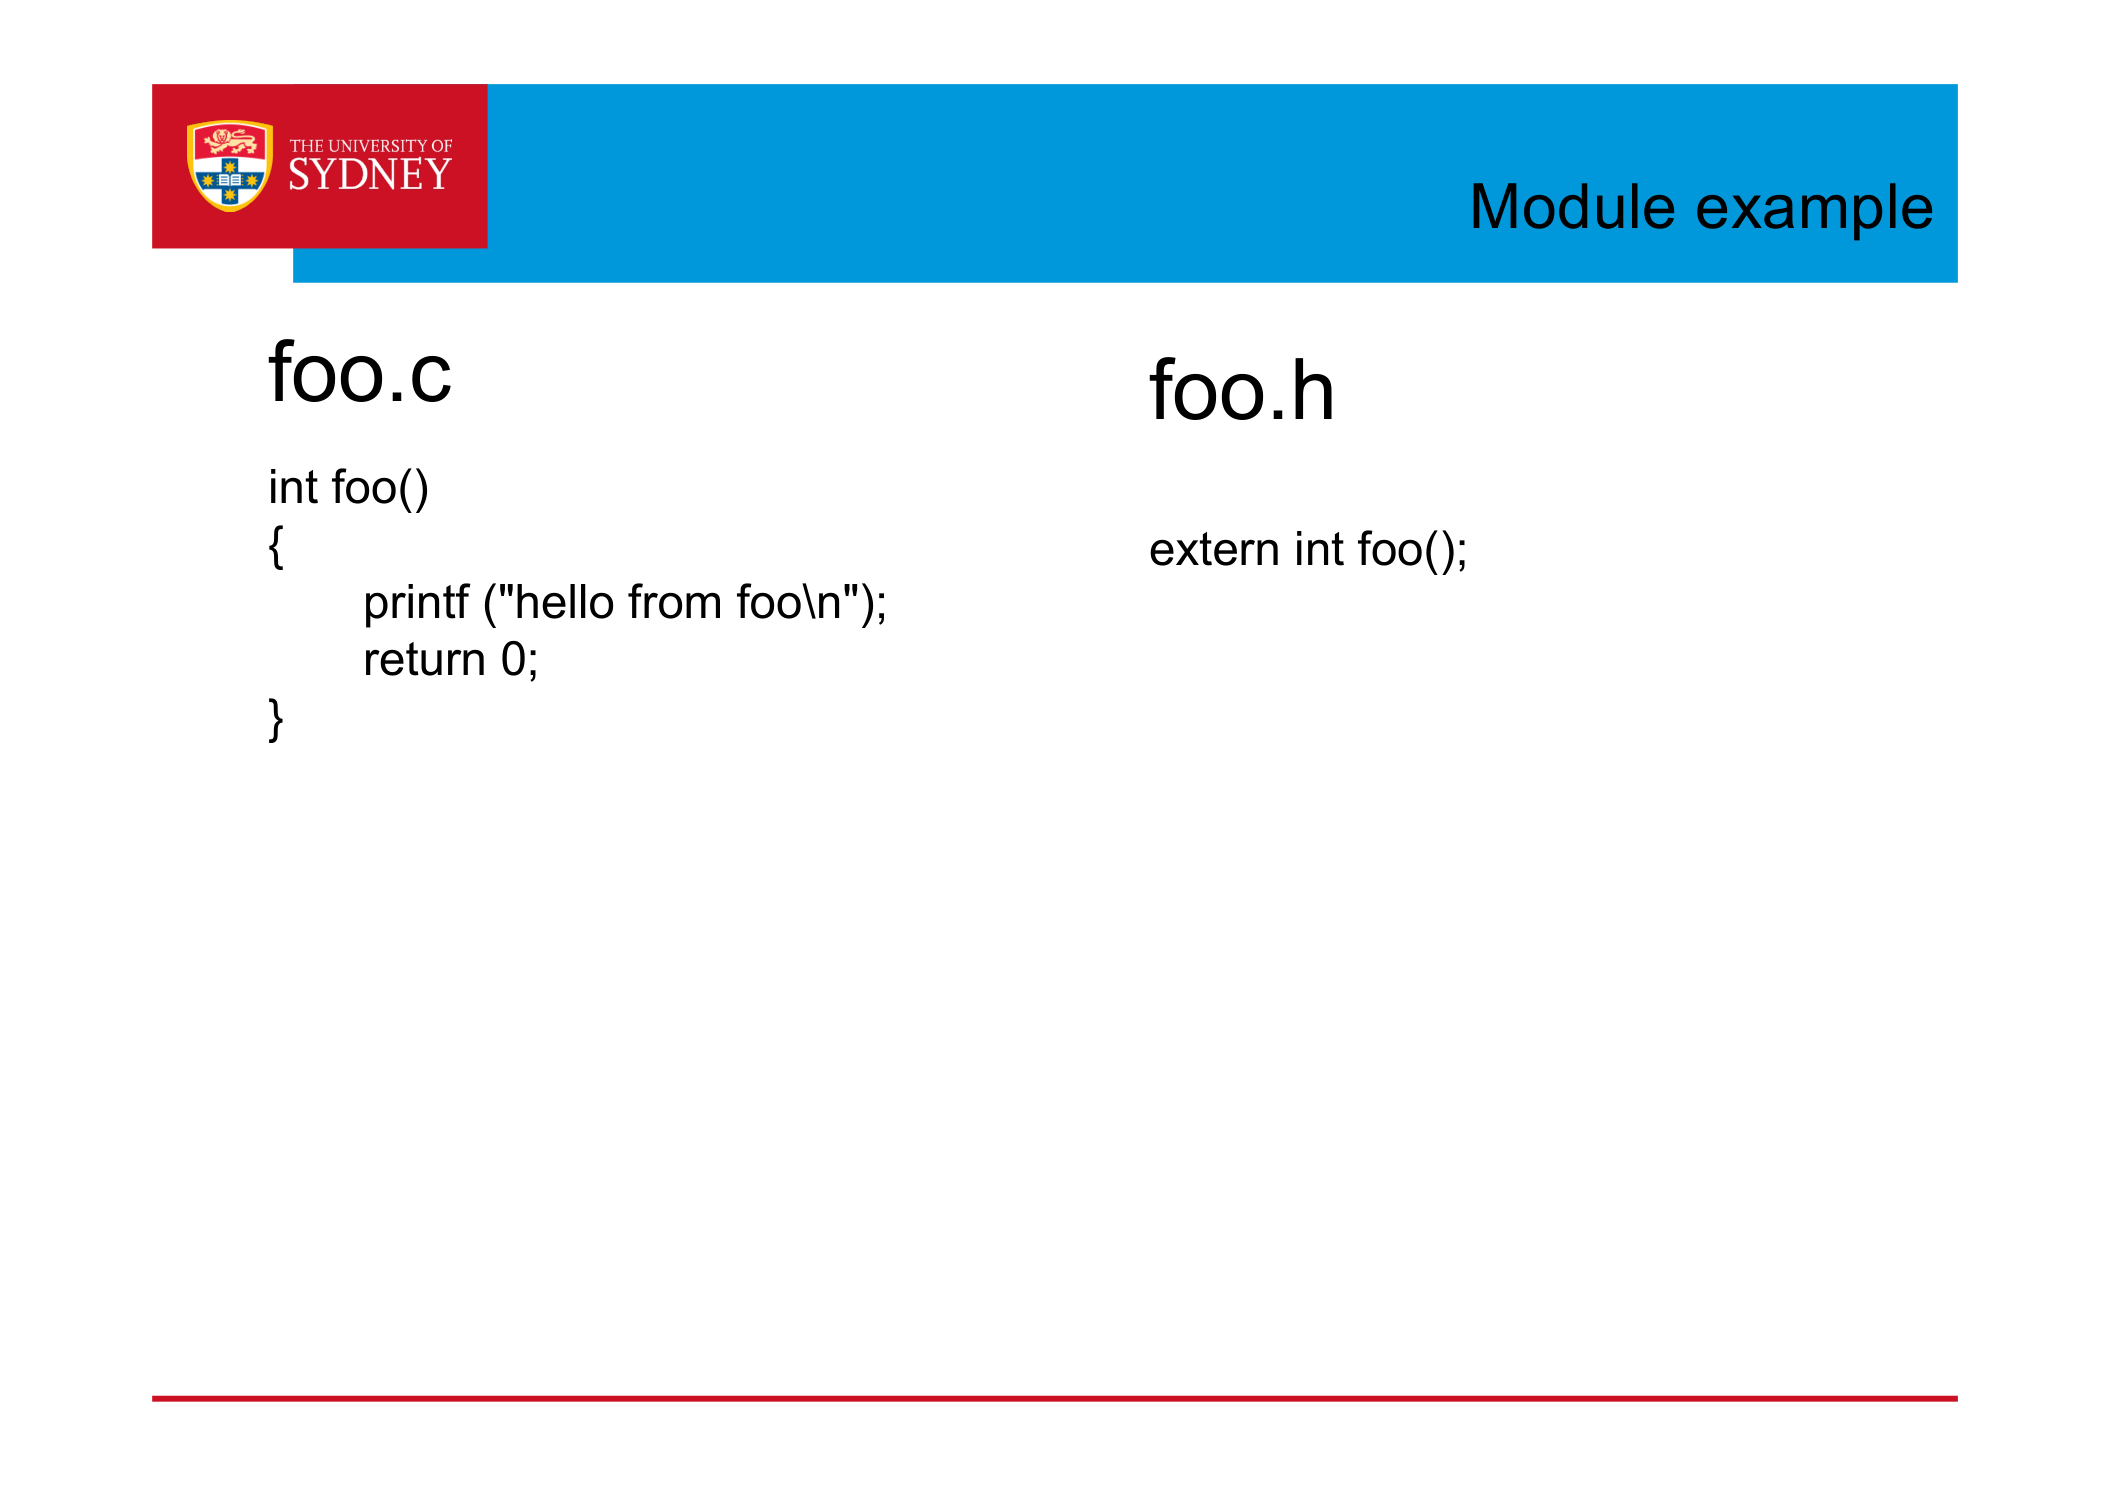 THE UNIVERSITY OF
SYDNEY
Module example
foo.c
int foo()
{
printf ("hello from foo\n");
return 0;
}
foo.h
extern int foo();